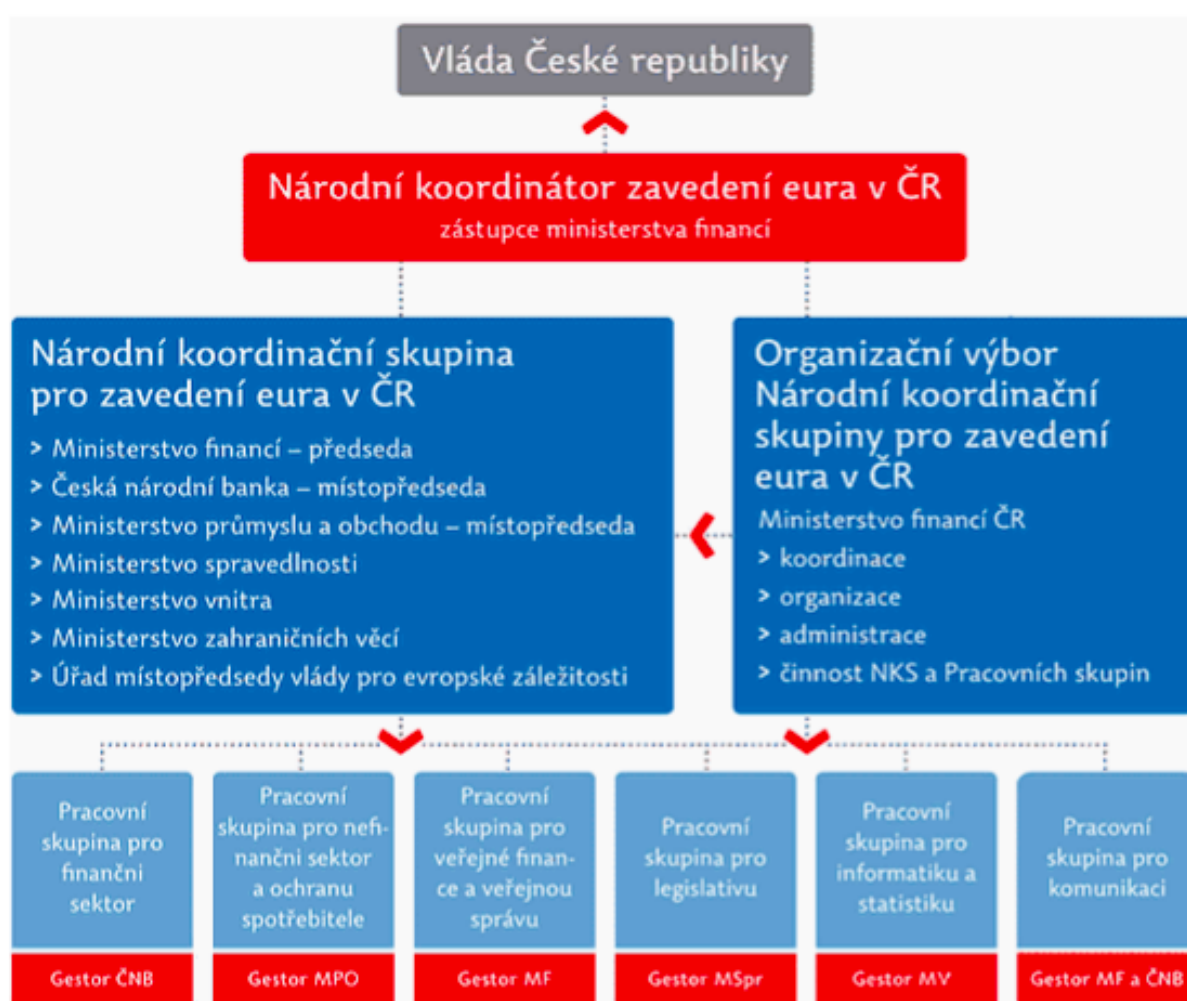 Vláda České republiky
Národní koordinátor zavedení eura v ČR
zástupce ministerstva financí
Národní koordinační skupina
pro zavedení eura v ČR
> Ministerstvo financí – předseda
> Česká národní banka – místopředseda
> Ministerstvo průmyslu a obchodu – místopředseda
> Ministerstvo spravedlnosti
> Ministerstvo vnitra
> Ministerstvo zahraničních věcí
> Úřad místopředsedy vlády pro evropské záležitosti
Organizační výbor
Národní koordinační
skupiny pro zavedení
eura v ČR
Ministerstvo financí ČR
> koordinace
> organizace
> administrace
> činnost NKS a Pracovních skupin
Pracovní
skupina pro
finanční
sektor
Gestor ČNB
Pracovní
skupina pro nefi-
nanční sektor
a ochranu
spotřebitele
Gestor MPO
Pracovní
skupina pro
veřejné finan-
ce a veřejnou
správu
Gestor MF
Pracovní
skupina pro
legislativu
Gestor MSpr
Pracovní
skupina pro
informatiku a
statistiku
Gestor MV
Pracovní
skupina pro
komunikaci
Gestor MF a ČNB